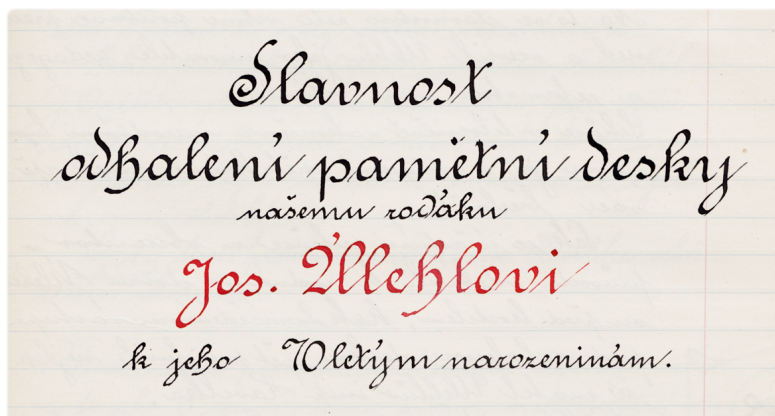 Slavnost
odhalení pamětní desky
našemu rodáku
Jos. Úlehlovi
k jeho 70letým narozeninám.